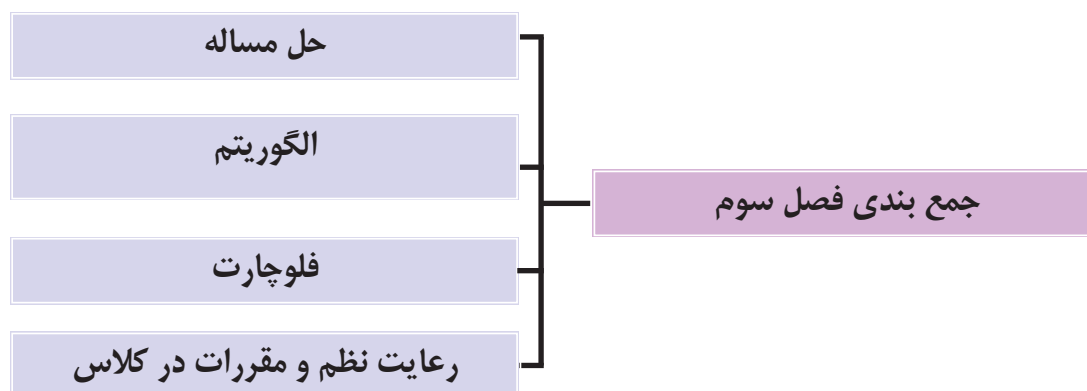 جمع بندی فصل سوم
حل مساله
الگوریتم
فلوچارت
رعایت نظم و مقررات در کلاس